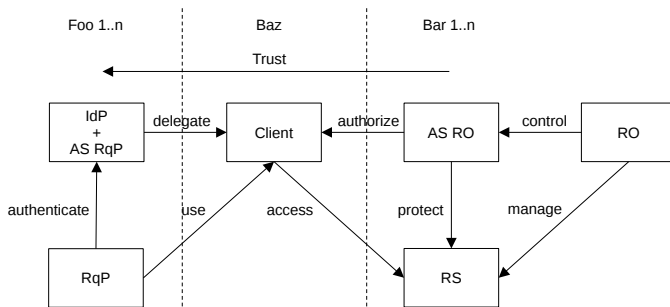 Foo 1..n
Baz
Bar 1..n
Trust
IdP
+
AS RqP
delegate
Client
authorize
AS RO
control
RO
authenticate
use
access
protect
manage
RqP
RS